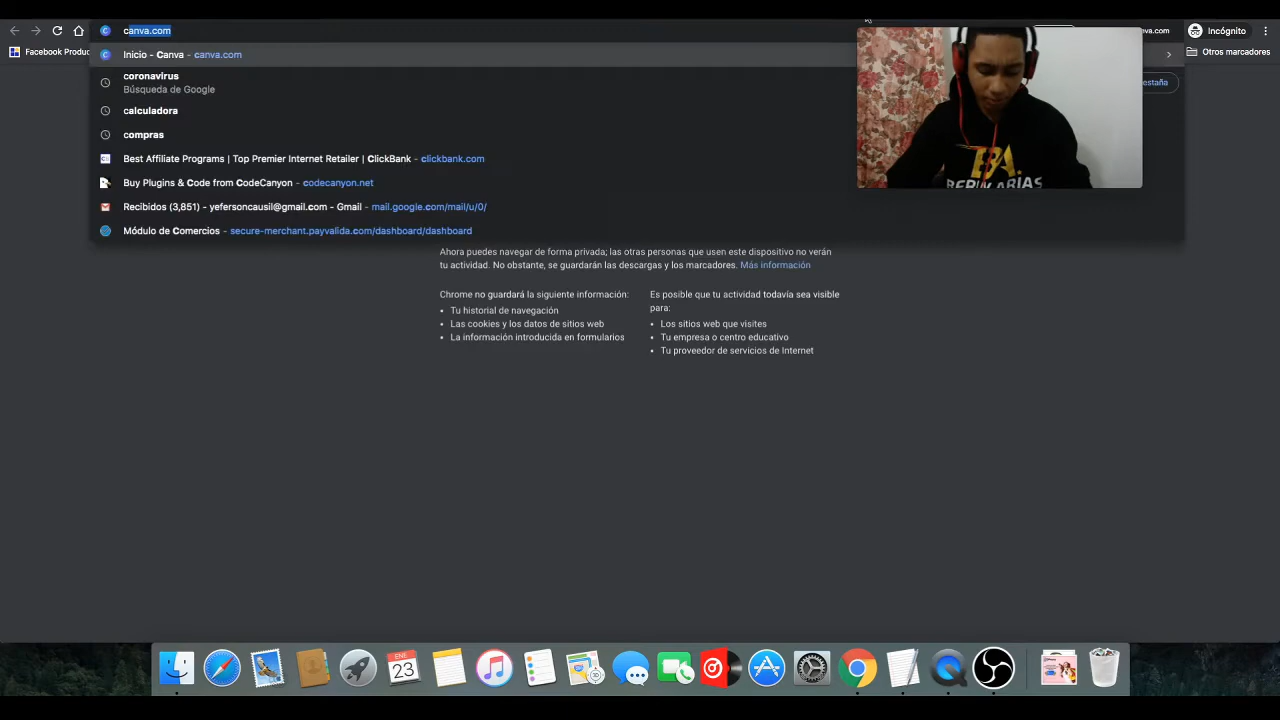 canva.com
va.com
Incógnito
Facebook Produc
Otros marcadores
Inicio - Canva - canva.com
estaña
coronavirus
Búsqueda de Google
calculadora
compras
Best Affiliate Programs | Top Premier Internet Retailer | ClickBank - clickbank.com
Buy Plugins & Code from CodeCanyon - codecanyon.net
Recibidos (3,851) - yefersoncausil@gmail.com - Gmail - mail.google.com/mail/u/0/
Módulo de Comercios - secure-merchant.payvalida.com/dashboard/dashboard
BA
Ahora puedes navegar de forma privada; las otras personas que usen este dispositivo no verán
tu actividad. No obstante, se guardarán las descargas y los marcadores. Más información
Chrome no guardará la siguiente información:
• Tu historial de navegación
• Las cookies y los datos de sitios web
• La información introducida en formularios
Es posible que tu actividad todavía sea visible
para:
• Los sitios web que visites
• Tu empresa o centro educativo
• Tu proveedor de servicios de Internet
ENE
23